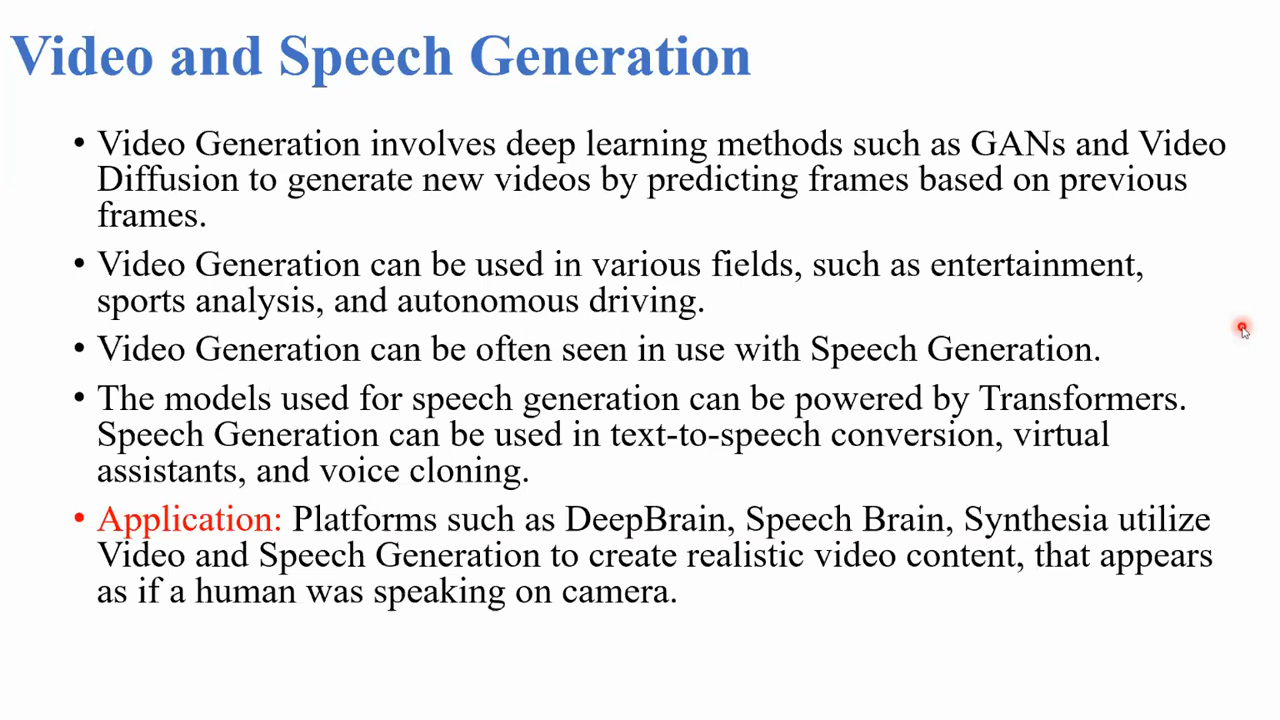 Video and Speech Generation
• Video Generation involves deep learning methods such as GANs and Video
Diffusion to generate new videos by predicting frames based on previous
frames.
• Video Generation can be used in various fields, such as entertainment,
sports analysis, and autonomous driving.
• Video Generation can be often seen in use with Speech Generation.
• The models used for speech generation can be powered by Transformers.
Speech Generation can be used in text-to-speech conversion, virtual
assistants, and voice cloning.
• Application: Platforms such as DeepBrain, Speech Brain, Synthesia utilize
Video and Speech Generation to create realistic video content, that appears
as if a human was speaking on camera.